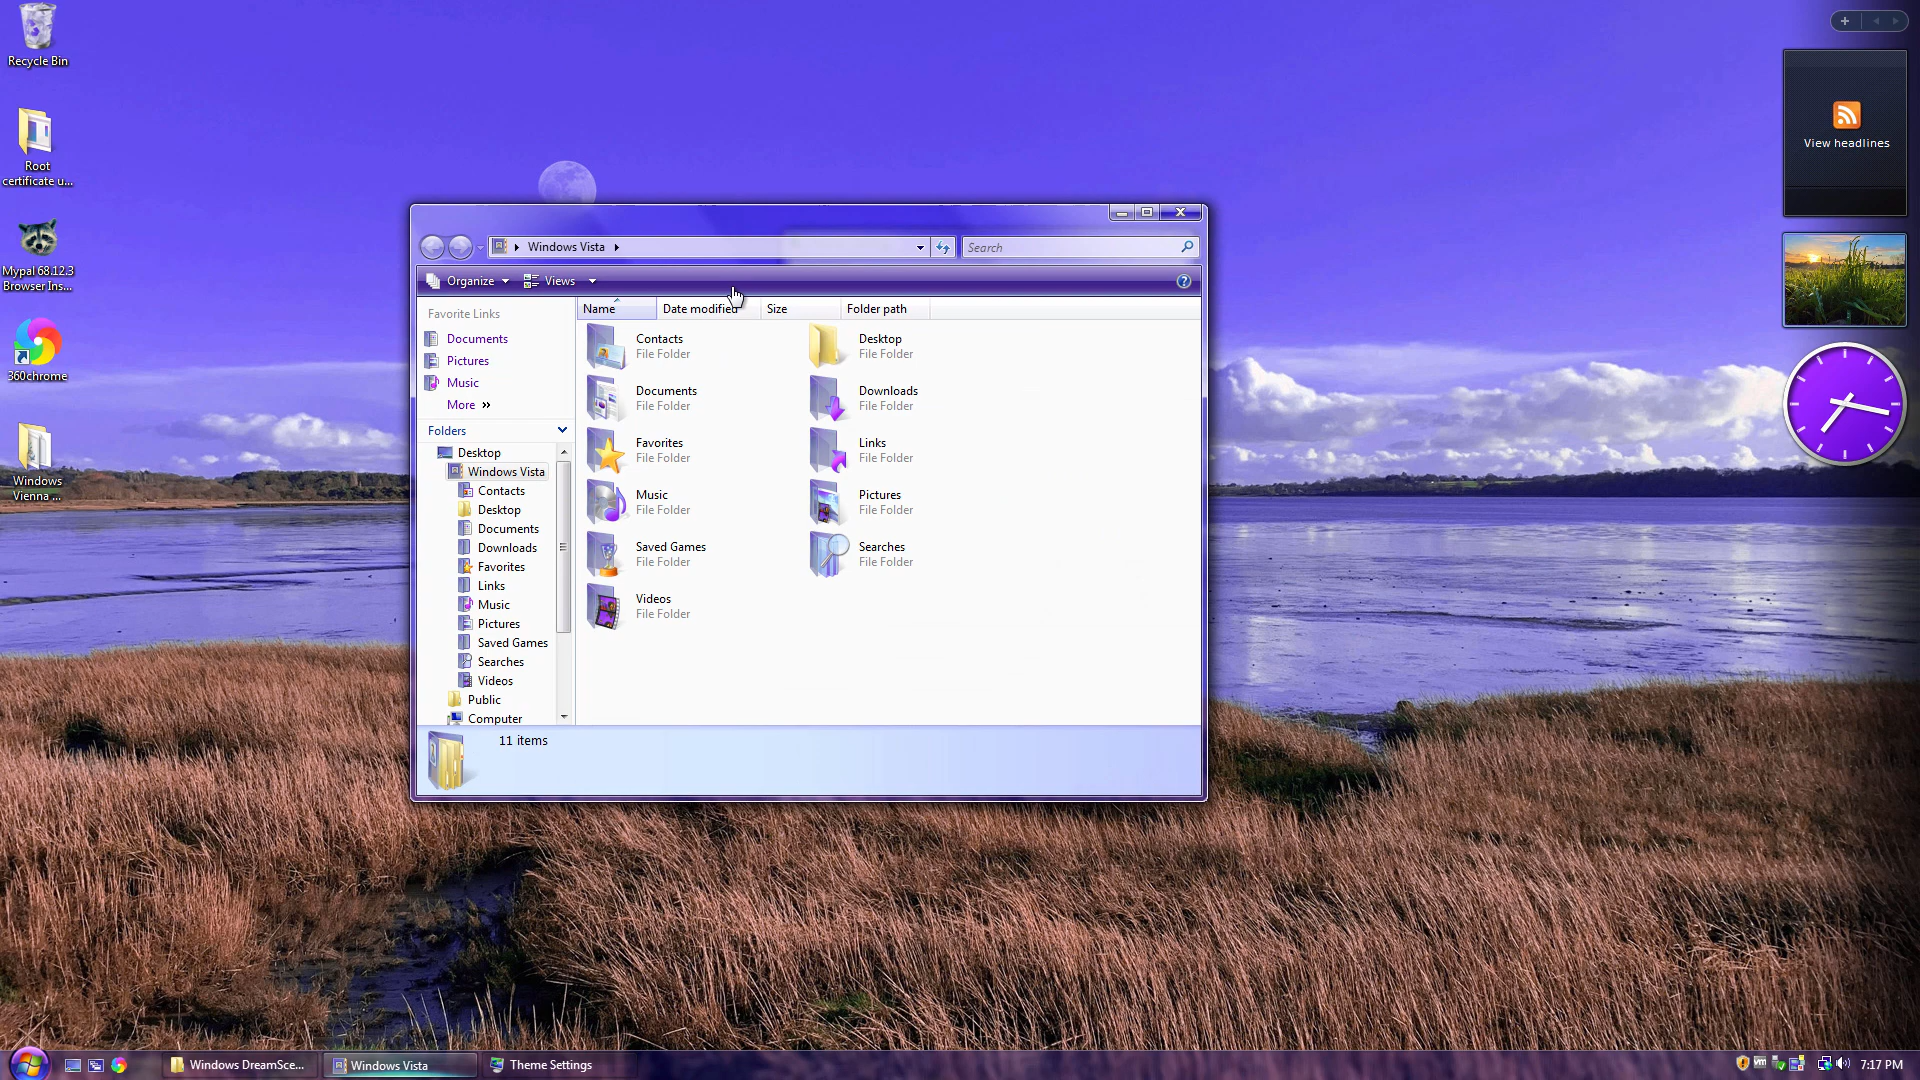 Recycle Bin
Root
certificate u...
Mypal 68.12.3
Browser Ins...
360chrome
Windows
Vienna ...
View headlines
Windows Vista
Search
Organize
Views
Name
Date modified
Size
Folder path
Favorite Links
Documents
Pictures
Music
More »
Folders
Desktop
Windows Vista
Contacts
Desktop
Documents
Downloads
Favorites
Links
Music
Pictures
Saved Games
Searches
Videos
Public
Computer
Contacts
File Folder
Desktop
File Folder
Documents
File Folder
Downloads
File Folder
Favorites
File Folder
Links
File Folder
Music
File Folder
Pictures
File Folder
Saved Games
File Folder
Searches
File Folder
Videos
File Folder
11 items
Windows DreamSce...
Windows Vista
Theme Settings
vm
7:17 PM